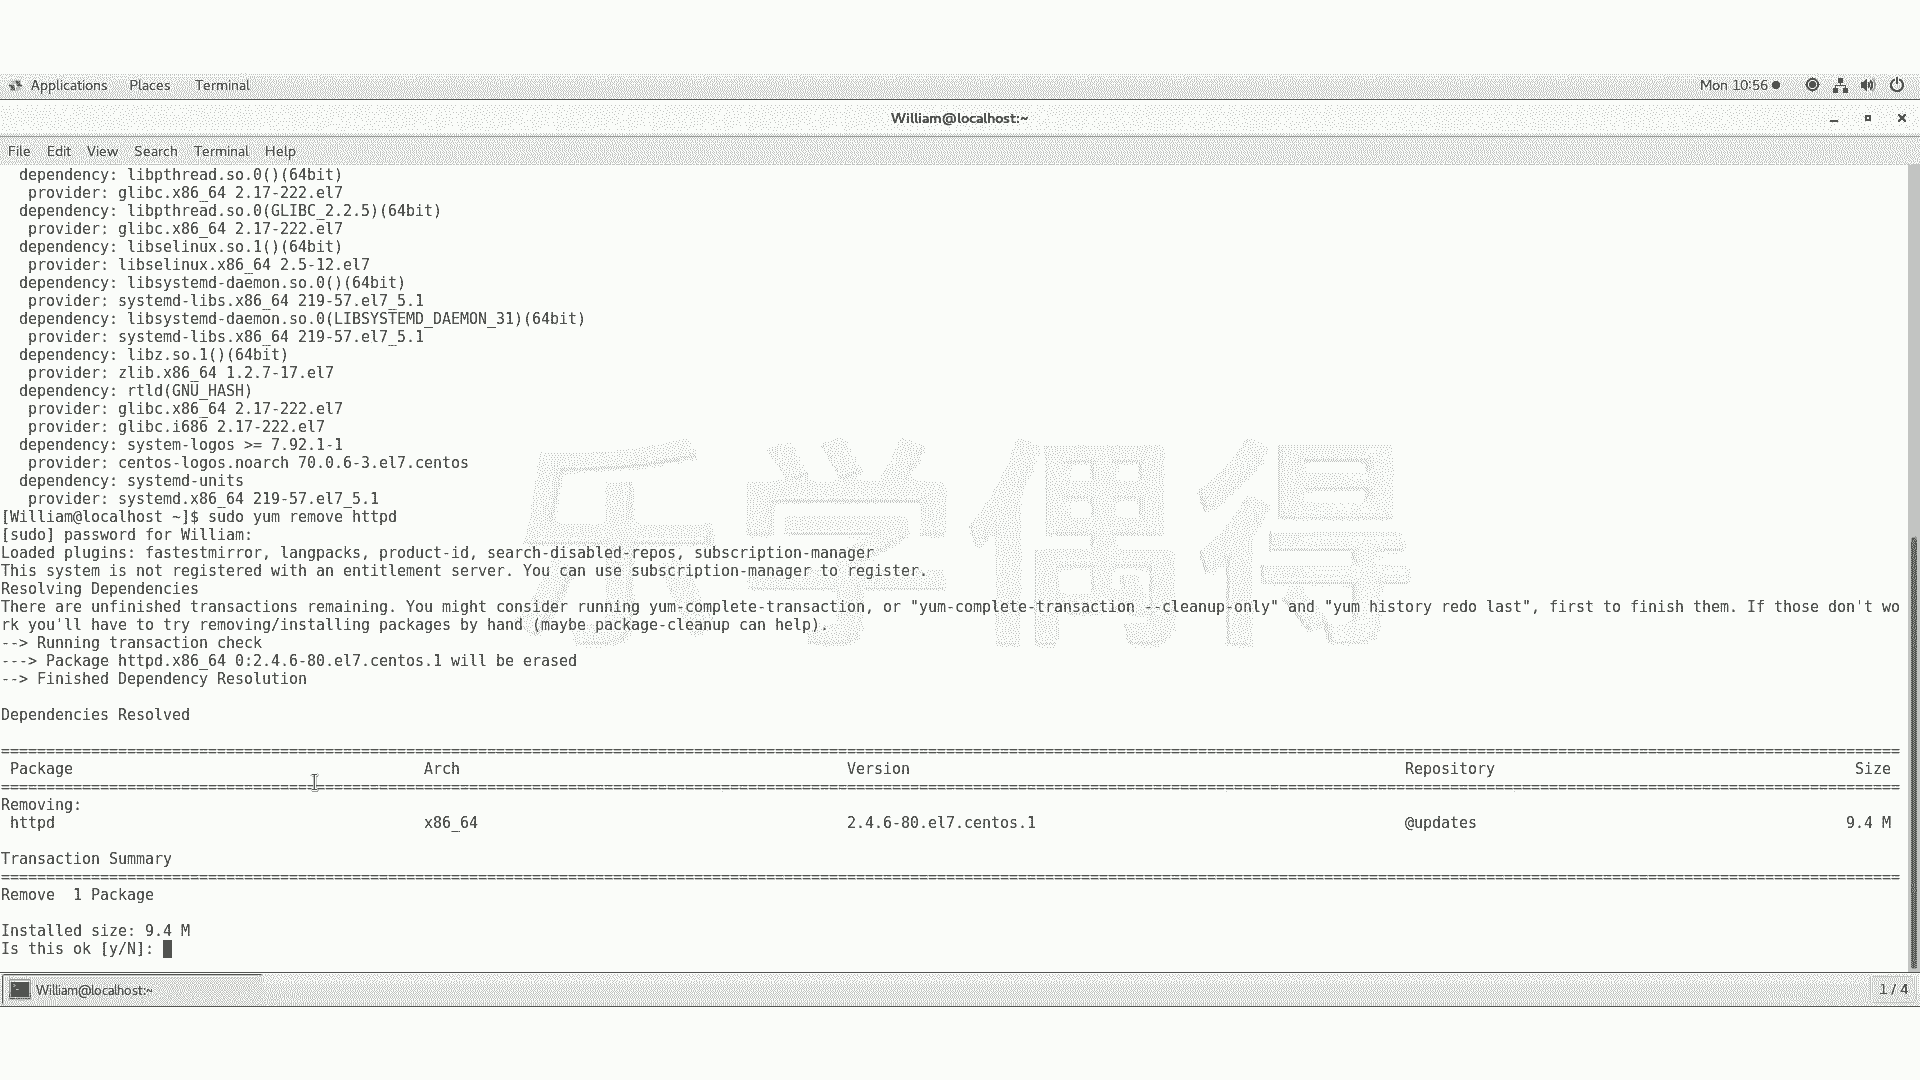 Applications Places Terminal Mon 10:56
William@localhost:~
File Edit View Search Terminal Help
dependency: libpthread.so.0()(64bit)
provider: glibc.x86_64 2.17-222.el7
dependency: libpthread.so.0(GLIBC_2.2.5)(64bit)
provider: glibc.x86_64 2.17-222.el7
dependency: libselinux.so.1()(64bit)
provider: libselinux.x86_64 2.5-12.el7
dependency: libsystemd-daemon.so.0()(64bit)
provider: systemd-libs.x86_64 219-57.el7_5.1
dependency: libsystemd-daemon.so.0(LIBSYSTEMD_DAEMON_31)(64bit)
provider: systemd-libs.x86_64 219-57.el7_5.1
dependency: libz.so.1()(64bit)
provider: zlib.x86_64 1.2.7-17.el7
dependency: rtld(GNU_HASH)
provider: glibc.x86_64 2.17-222.el7
provider: glibc.i686 2.17-222.el7
dependency: system-logos >= 7.92.1-1
provider: centos-logos.noarch 70.0.6-3.el7.centos
dependency: systemd-units
provider: systemd.x86_64 219-57.el7_5.1
[William@localhost ~]$ sudo yum remove httpd
[sudo] password for William:
Loaded plugins: fastestmirror, langpacks, product-id, search-disabled-repos, subscription-manager
This system is not registered with an entitlement server. You can use subscription-manager to register.
Resolving Dependencies
There are unfinished transactions remaining. You might consider running yum-complete-transaction, or "yum-complete-transaction --cleanup-only" and "yum history redo last", first to finish them. If those don't wo
rk you'll have to try removing/installing packages by hand (maybe package-cleanup can help).
--> Running transaction check
---> Package httpd.x86_64 0:2.4.6-80.el7.centos.1 will be erased
--> Finished Dependency Resolution
Dependencies Resolved
Package Arch Version Repository Size
Removing:
httpd x86_64 2.4.6-80.el7.centos.1 @updates 9.4 M
Transaction Summary
Remove 1 Package
Installed size: 9.4 M
Is this ok [y/N]:
William@localhost:~ 1 / 4
乐学偶得